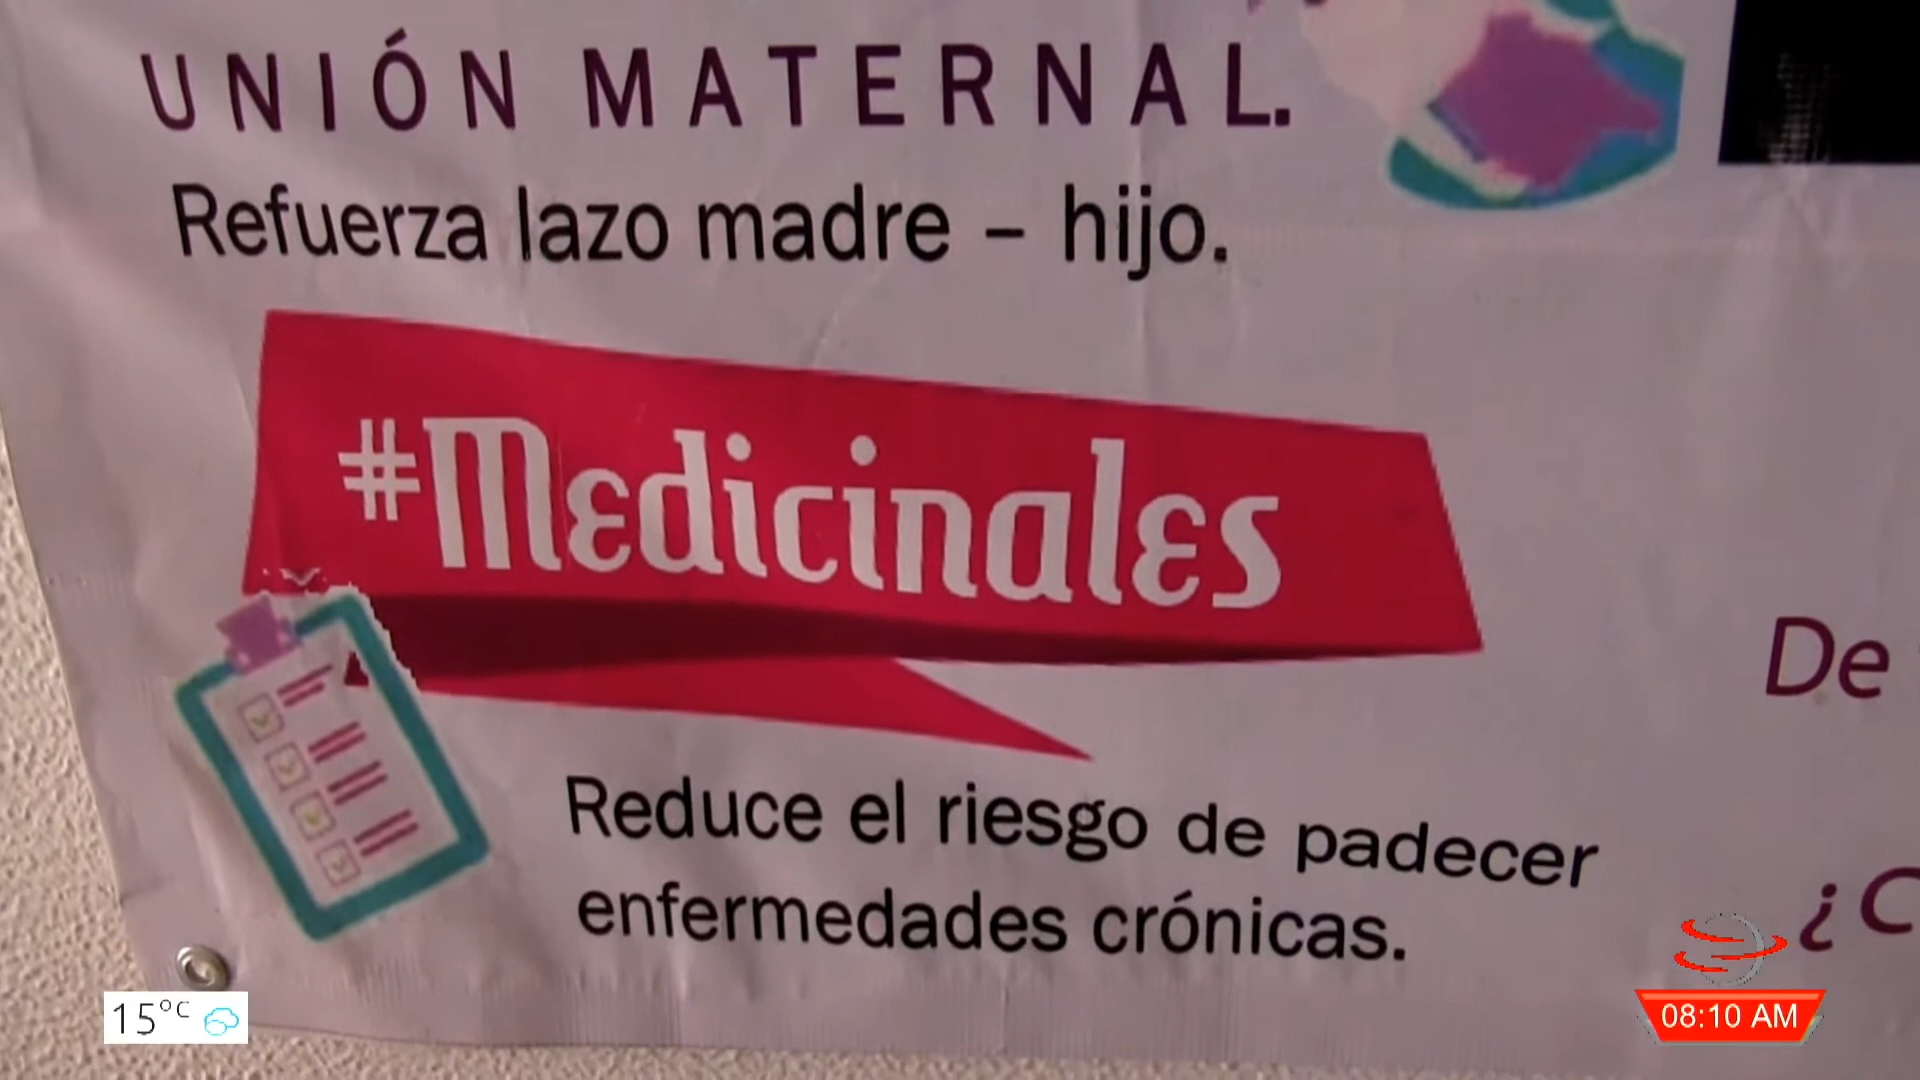 UNIÓN MATERNAL.
Refuerza lazo madre – hijo.
#Medicinales
De
Reduce el riesgo de padecer
enfermedades crónicas.
¿C
15°C
08:10 AM